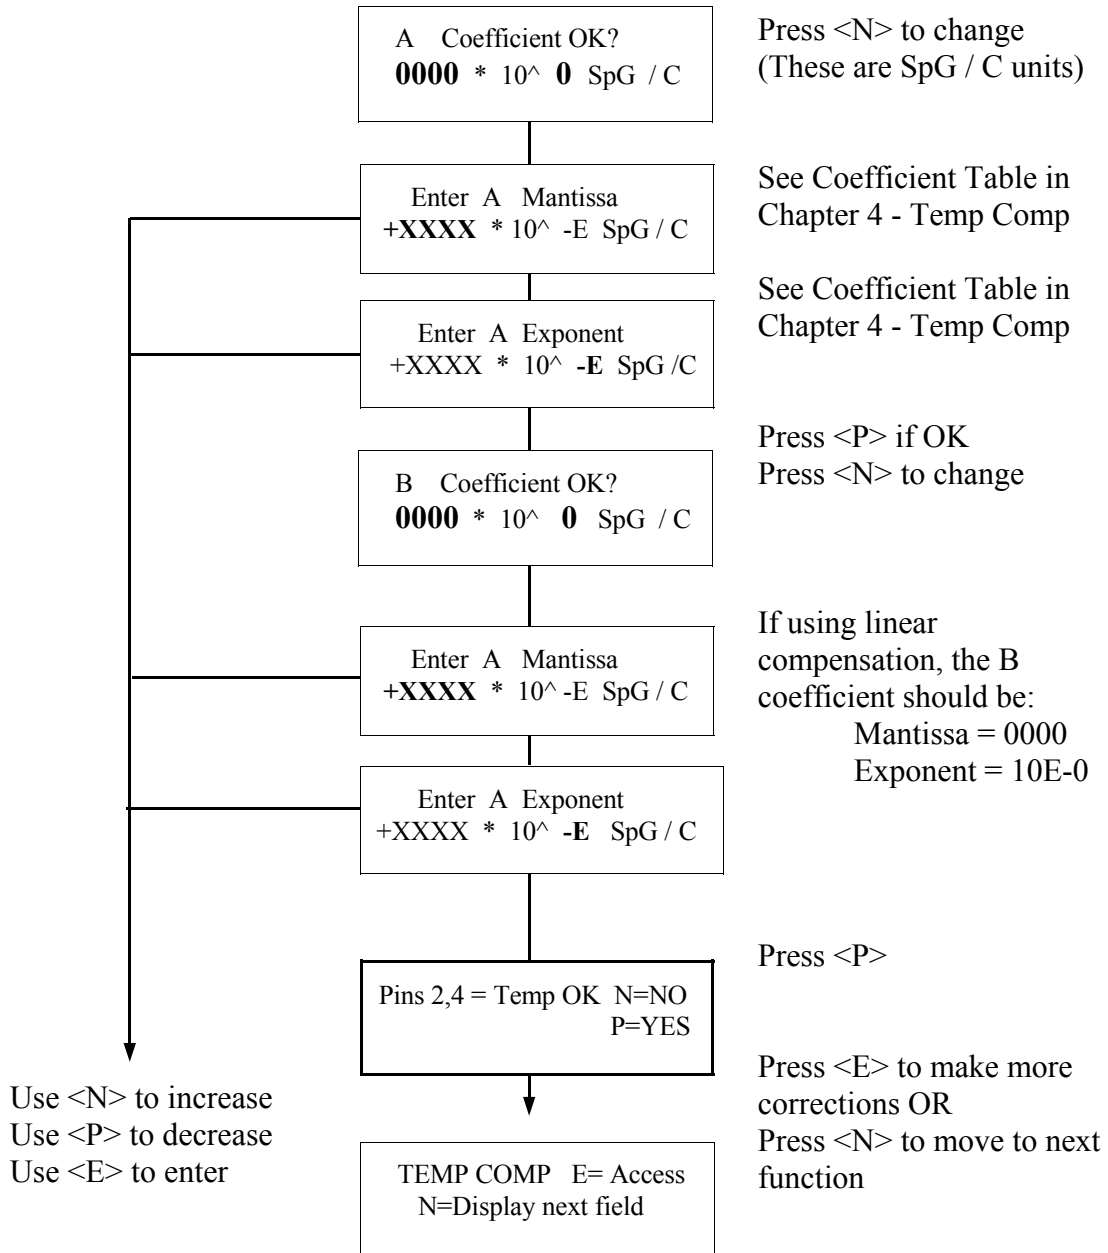 A Coefficient OK?
0000 * 10^ 0 SpG / C
Press <N> to change
(These are SpG / C units)
Enter A Mantissa
+XXXX * 10^ -E SpG / C
See Coefficient Table in
Chapter 4 - Temp Comp
Enter A Exponent
+XXXX * 10^ -E SpG /C
See Coefficient Table in
Chapter 4 - Temp Comp
B Coefficient OK?
0000 * 10^ 0 SpG / C
Press <P> if OK
Press <N> to change
Enter A Mantissa
+XXXX * 10^ -E SpG / C
If using linear
compensation, the B
coefficient should be:
Mantissa = 0000
Exponent = 10E-0
Enter A Exponent
+XXXX * 10^ -E SpG / C
Pins 2,4 = Temp OK N=NO
P=YES
Press <P>
Use <N> to increase
Use <P> to decrease
Use <E> to enter
TEMP COMP E= Access
N=Display next field
Press <E> to make more
corrections OR
Press <N> to move to next
function